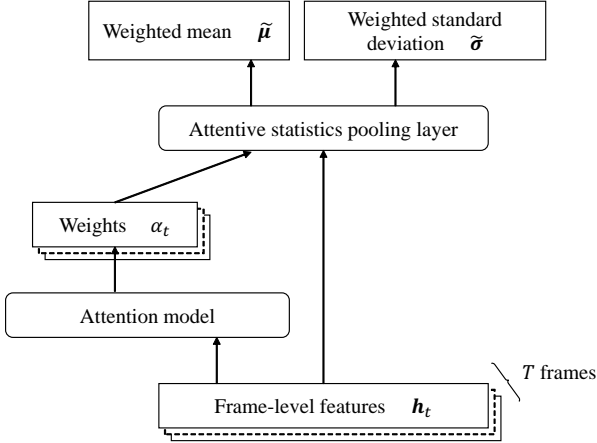 Weighted mean 𝝁̃
Weighted standard
deviation 𝝈̃
Attentive statistics pooling layer
Weights α_t
Attention model
T frames
Frame-level features 𝒉_t